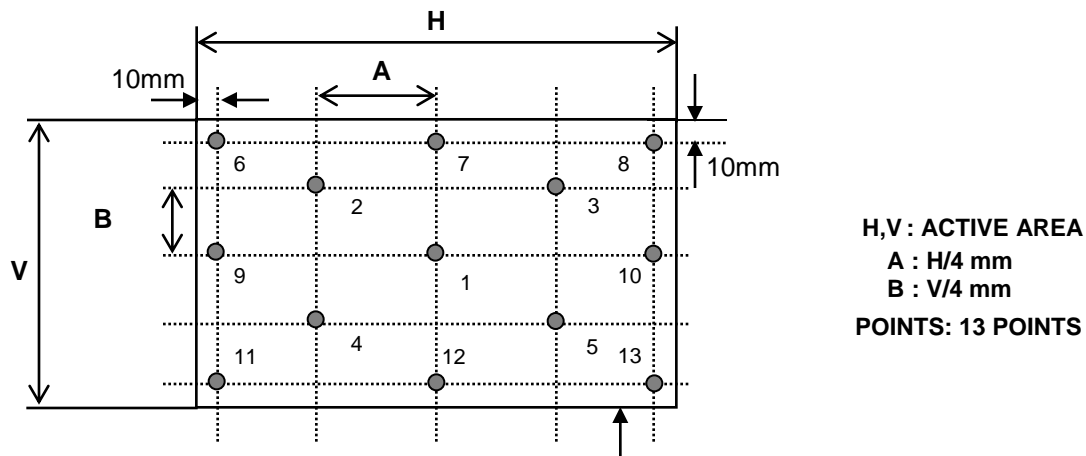 H
10mm
A
6
7
8
10mm
2
3
B
H,V : ACTIVE AREA
V
A : H/4 mm
9
1
10
B : V/4 mm
POINTS: 13 POINTS
4
5
11
12
13